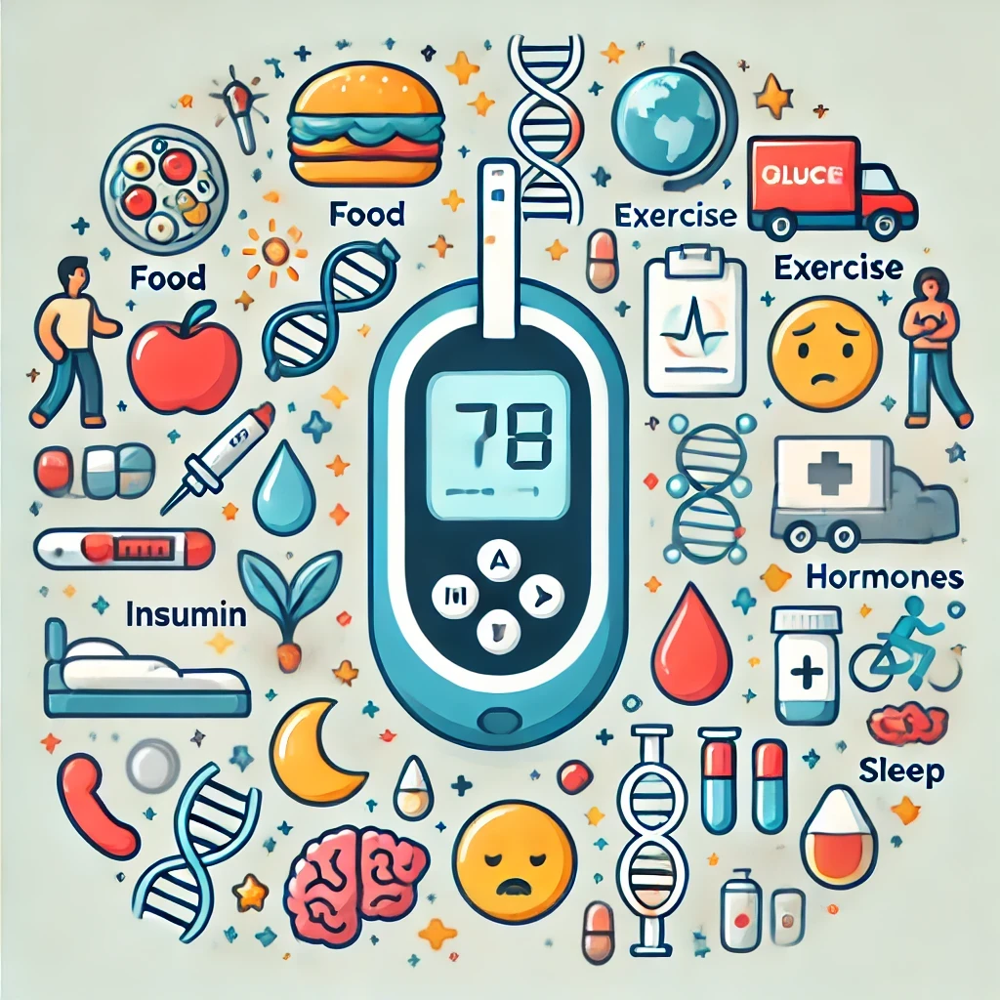 Food
Exercise
OLUCE
Food
Exercise
78
A
Hormones
Insumin
Sleep